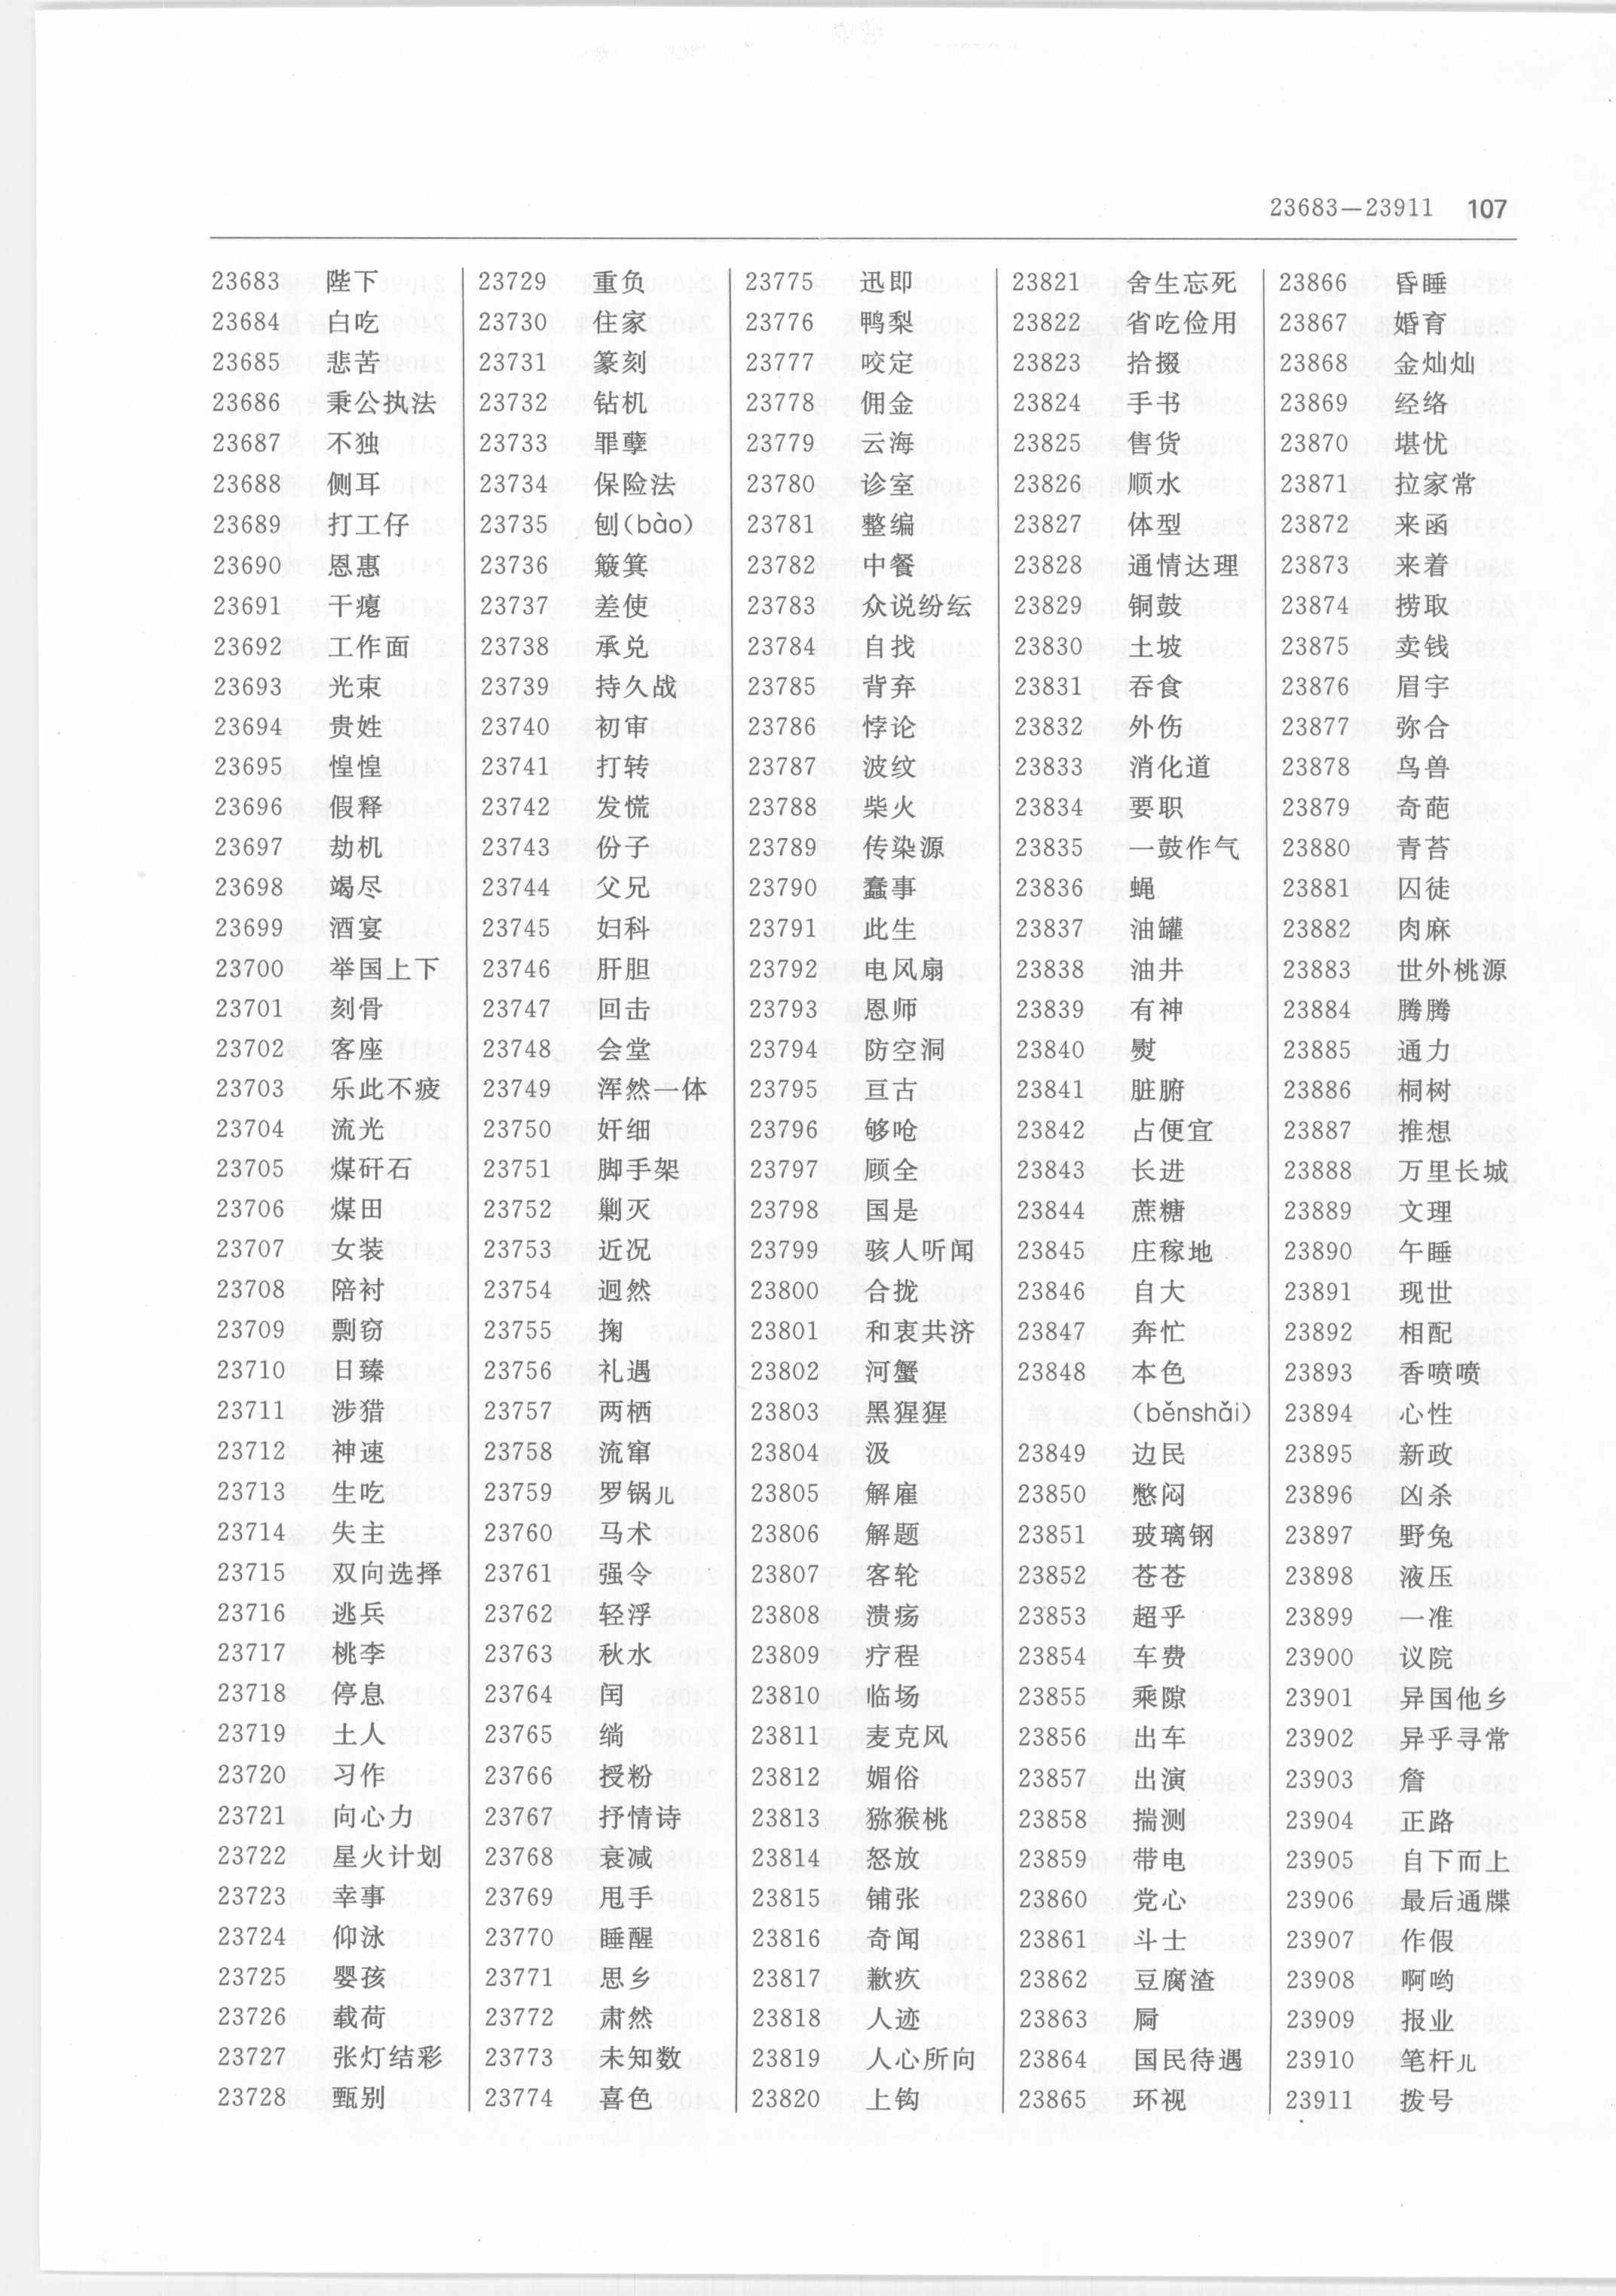 23683—23911 107
23683 陛下
23684 白吃
23685 悲苦
23686 秉公执法
23687 不独
23688 侧耳
23689 打工仔
23690 恩惠
23691 干瘪
23692 工作面
23693 光束
23694 贵姓
23695 惶惶
23696 假释
23697 劫机
23698 竭尽
23699 酒宴
23700 举国上下
23701 刻骨
23702 客座
23703 乐此不疲
23704 流光
23705 煤矸石
23706 煤田
23707 女装
23708 陪衬
23709 剽窃
23710 日臻
23711 涉猎
23712 神速
23713 生吃
23714 失主
23715 双向选择
23716 逃兵
23717 桃李
23718 停息
23719 土人
23720 习作
23721 向心力
23722 星火计划
23723 幸事
23724 仰泳
23725 婴孩
23726 载荷
23727 张灯结彩
23728 甄别
23729 重负
23730 住家
23731 篆刻
23732 钻机
23733 罪孽
23734 保险法
23735 刨(bào)
23736 簸箕
23737 差使
23738 承兑
23739 持久战
23740 初审
23741 打转
23742 发慌
23743 份子
23744 父兄
23745 妇科
23746 肝胆
23747 回击
23748 会堂
23749 浑然一体
23750 奸细
23751 脚手架
23752 剿灭
23753 近况
23754 迥然
23755 掬
23756 礼遇
23757 两栖
23758 流窜
23759 罗锅儿
23760 马术
23761 强令
23762 轻浮
23763 秋水
23764 闰
23765 绱
23766 授粉
23767 抒情诗
23768 衰减
23769 甩手
23770 睡醒
23771 思乡
23772 肃然
23773 未知数
23774 喜色
23775 迅即
23776 鸭梨
23777 咬定
23778 佣金
23779 云海
23780 诊室
23781 整编
23782 中餐
23783 众说纷纭
23784 自找
23785 背弃
23786 悖论
23787 波纹
23788 柴火
23789 传染源
23790 蠢事
23791 此生
23792 电风扇
23793 恩师
23794 防空洞
23795 亘古
23796 够呛
23797 顾全
23798 国是
23799 骇人听闻
23800 合拢
23801 和衷共济
23802 河蟹
23803 黑猩猩
23804 汲
23805 解雇
23806 解题
23807 客轮
23808 溃疡
23809 疗程
23810 临场
23811 麦克风
23812 媚俗
23813 猕猴桃
23814 怒放
23815 铺张
23816 奇闻
23817 歉疚
23818 人迹
23819 人心所向
23820 上钩
23821 舍生忘死
23822 省吃俭用
23823 拾掇
23824 手书
23825 售货
23826 顺水
23827 体型
23828 通情达理
23829 铜鼓
23830 土坡
23831 吞食
23832 外伤
23833 消化道
23834 要职
23835 一鼓作气
23836 蝇
23837 油罐
23838 油井
23839 有神
23840 熨
23841 脏腑
23842 占便宜
23843 长进
23844 蔗糖
23845 庄稼地
23846 自大
23847 奔忙
23848 本色
(běnshǎi)
23849 边民
23850 憋闷
23851 玻璃钢
23852 苍苍
23853 超乎
23854 车费
23855 乘隙
23856 出车
23857 出演
23858 揣测
23859 带电
23860 党心
23861 斗士
23862 豆腐渣
23863 屙
23864 国民待遇
23865 环视
23866 昏睡
23867 婚育
23868 金灿灿
23869 经络
23870 堪忧
23871 拉家常
23872 来函
23873 来着
23874 捞取
23875 卖钱
23876 眉宇
23877 弥合
23878 鸟兽
23879 奇葩
23880 青苔
23881 囚徒
23882 肉麻
23883 世外桃源
23884 腾腾
23885 通力
23886 桐树
23887 推想
23888 万里长城
23889 文理
23890 午睡
23891 现世
23892 相配
23893 香喷喷
23894 心性
23895 新政
23896 凶杀
23897 野兔
23898 液压
23899 一准
23900 议院
23901 异国他乡
23902 异乎寻常
23903 詹
23904 正路
23905 自下而上
23906 最后通牒
23907 作假
23908 啊哟
23909 报业
23910 笔杆儿
23911 拨号